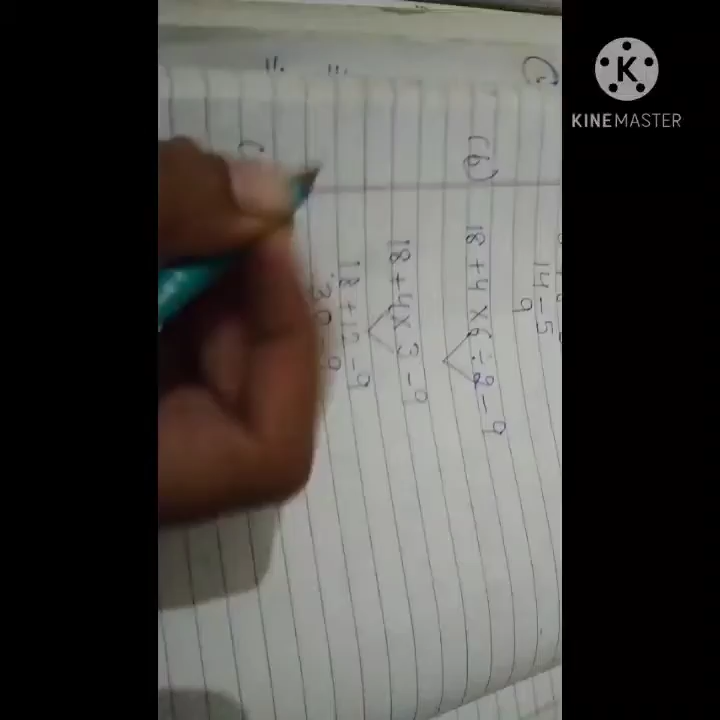 14 - 5
9
(b) 18 + 4 × 6 ÷ 2 - 9
18 + 4 × 3 - 9
18 + 12 - 9
30 - 9
KINEMASTER